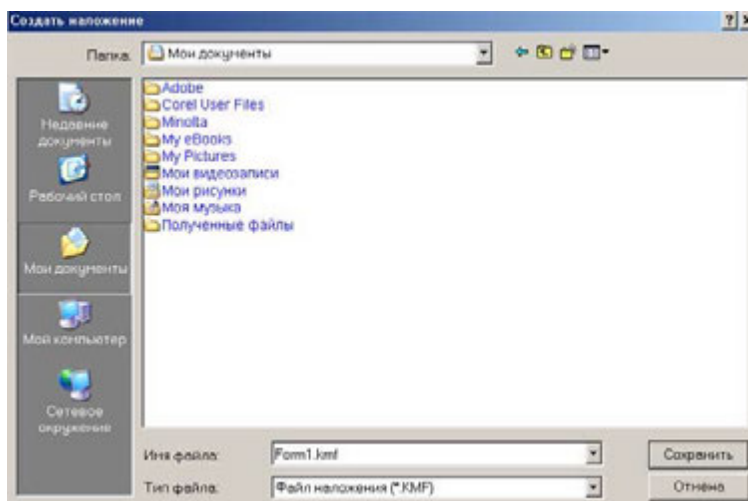 Создать наложение
Папка:
Мои документы
Недавние
документы
Рабочий стол
Мои документы
Мой компьютер
Сетевое
окружение
Adobe
Corel User Files
Minolta
My eBooks
My Pictures
Мои видеозаписи
Мои рисунки
Моя музыка
Полученные файлы
Имя файла:
Form1.kmf
Сохранить
Тип файла:
Файл наложения (*.KMF)
Отмена